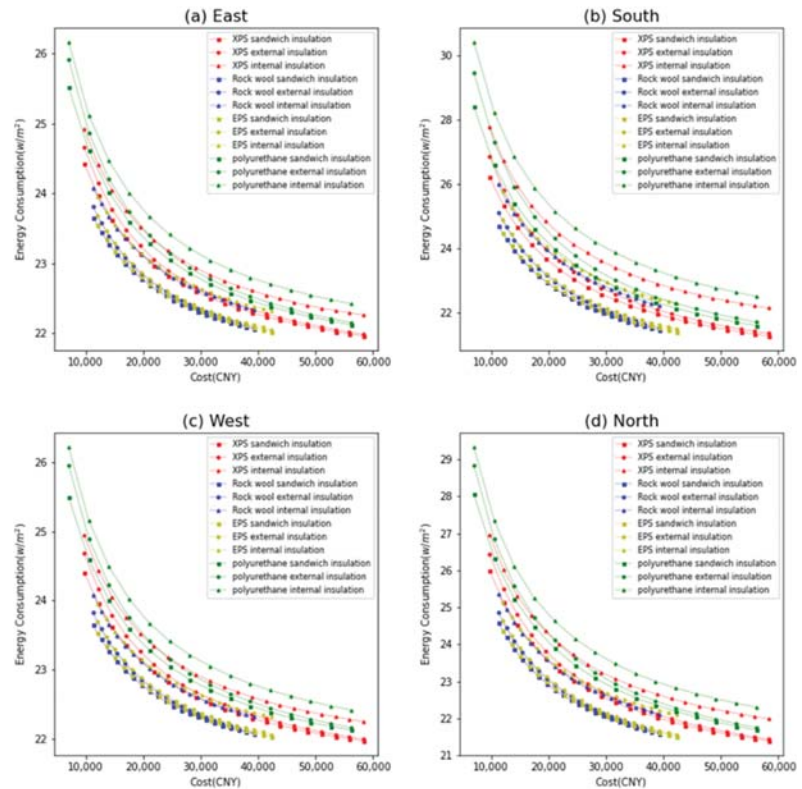 (a) East
Energy Consumption(w/m²)
26
25
24
23
22
XPS sandwich insulation
XPS external insulation
XPS internal insulation
Rock wool sandwich insulation
Rock wool external insulation
Rock wool internal insulation
EPS sandwich insulation
EPS external insulation
EPS internal insulation
polyurethane sandwich insulation
polyurethane external insulation
polyurethane internal insulation
10,000 20,000 30,000 40,000 50,000 60,000
Cost(CNY)
(b) South
Energy Consumption(w/m²)
30
28
26
24
22
XPS sandwich insulation
XPS external insulation
XPS internal insulation
Rock wool sandwich insulation
Rock wool external insulation
Rock wool internal insulation
EPS sandwich insulation
EPS external insulation
EPS internal insulation
polyurethane sandwich insulation
polyurethane external insulation
polyurethane internal insulation
10,000 20,000 30,000 40,000 50,000 60,000
Cost(CNY)
(c) West
Energy Consumption(w/m²)
26
25
24
23
22
XPS sandwich insulation
XPS external insulation
XPS internal insulation
Rock wool sandwich insulation
Rock wool external insulation
Rock wool internal insulation
EPS sandwich insulation
EPS external insulation
EPS internal insulation
polyurethane sandwich insulation
polyurethane external insulation
polyurethane internal insulation
10,000 20,000 30,000 40,000 50,000 60,000
Cost(CNY)
(d) North
Energy Consumption(w/m²)
29
28
27
26
25
24
23
22
21
XPS sandwich insulation
XPS external insulation
XPS internal insulation
Rock wool sandwich insulation
Rock wool external insulation
Rock wool internal insulation
EPS sandwich insulation
EPS external insulation
EPS internal insulation
polyurethane sandwich insulation
polyurethane external insulation
polyurethane internal insulation
10,000 20,000 30,000 40,000 50,000 60,000
Cost(CNY)